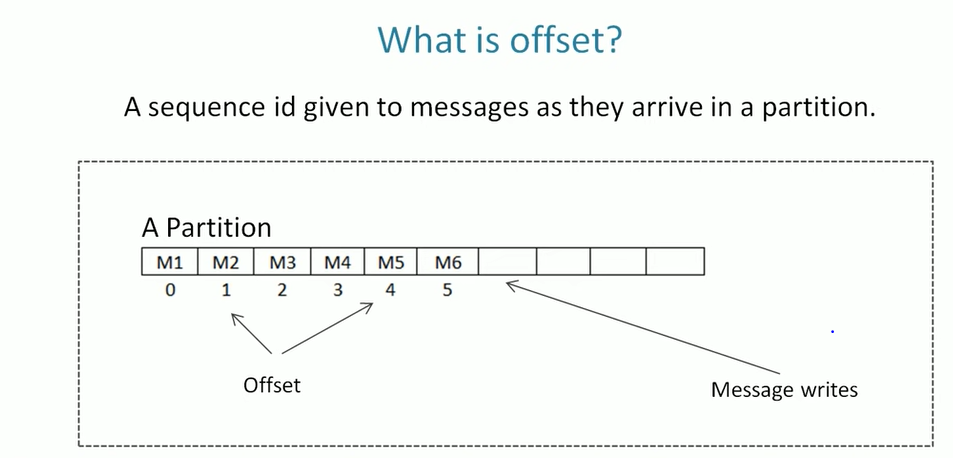 What is offset?
A sequence id given to messages as they arrive in a partition.
A Partition
M1 M2 M3 M4 M5 M6
0 1 2 3 4 5
Offset
Message writes